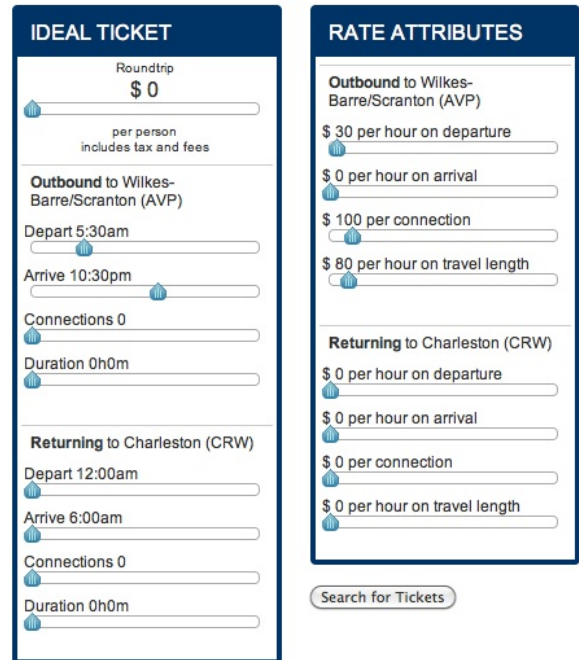 IDEAL TICKET
Roundtrip
$ 0
per person
includes tax and fees
Outbound to Wilkes-
Barre/Scranton (AVP)
Depart 5:30am
Arrive 10:30pm
Connections 0
Duration 0h0m
Returning to Charleston (CRW)
Depart 12:00am
Arrive 6:00am
Connections 0
Duration 0h0m
RATE ATTRIBUTES
Outbound to Wilkes-
Barre/Scranton (AVP)
$ 30 per hour on departure
$ 0 per hour on arrival
$ 100 per connection
$ 80 per hour on travel length
Returning to Charleston (CRW)
$ 0 per hour on departure
$ 0 per hour on arrival
$ 0 per connection
$ 0 per hour on travel length
Search for Tickets